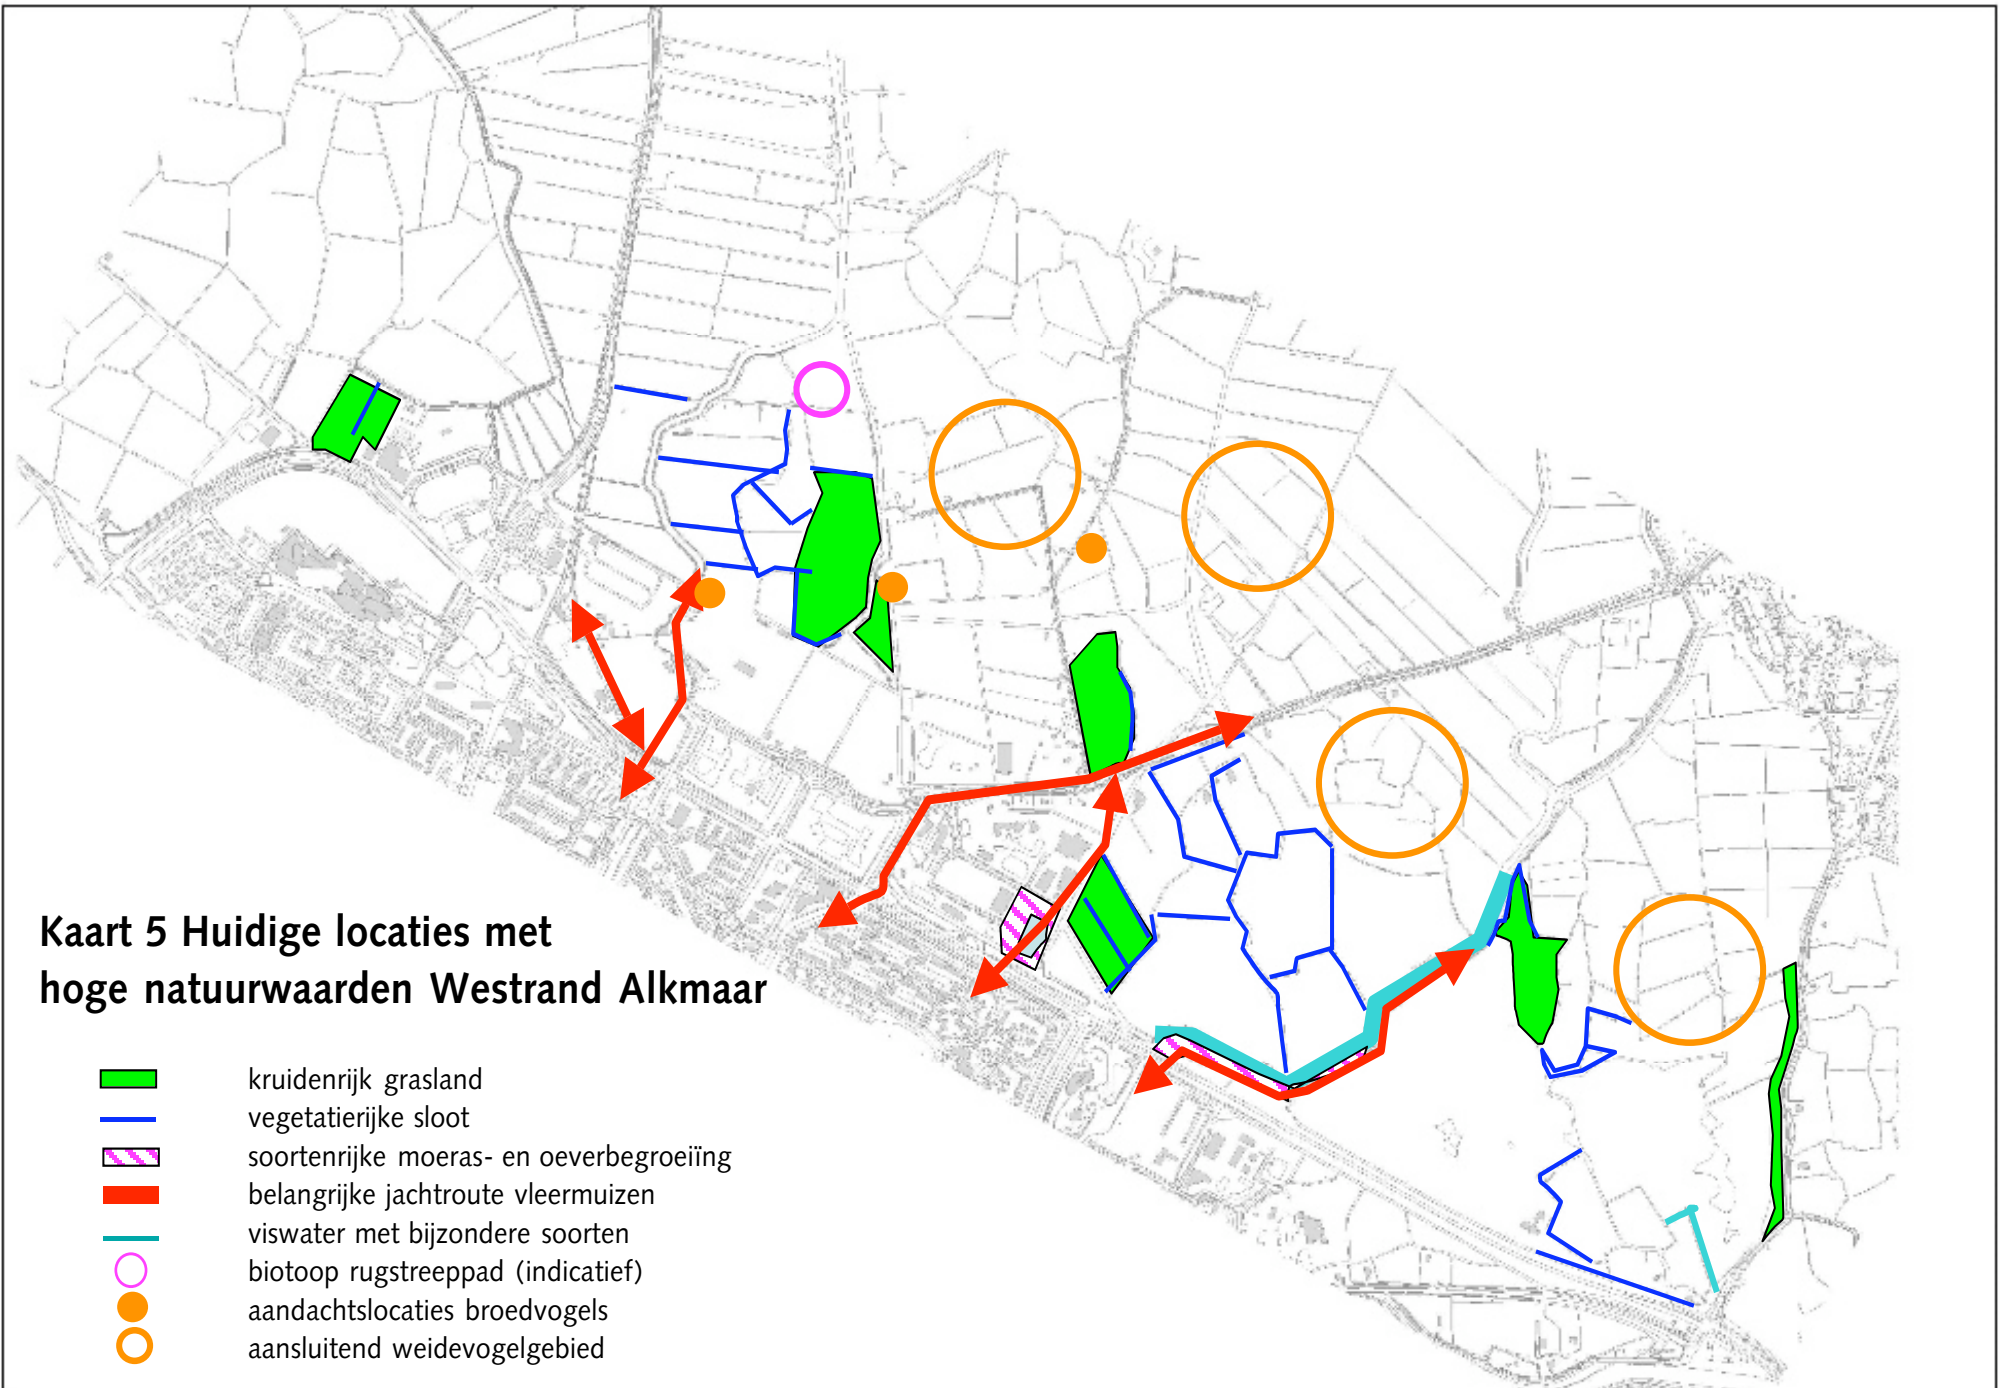 Kaart 5 Huidige locaties met
hoge natuurwaarden Westrand Alkmaar
kruidenrijk grasland
vegetatierijke sloot
soortenrijke moeras- en oeverbegroeiïng
belangrijke jachtroute vleermuizen
viswater met bijzondere soorten
biotoop rugstreeppad (indicatief)
aandachtslocaties broedvogels
aansluitend weidevogelgebied